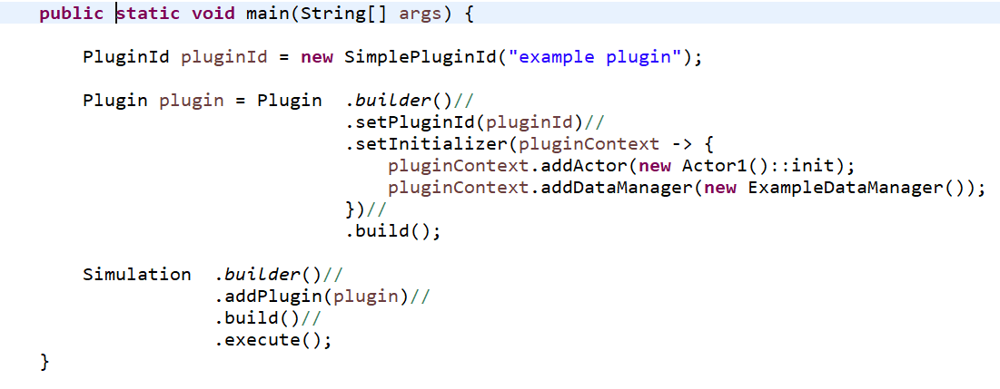 public static void main(String[] args) {
PluginId pluginId = new SimplePluginId("example plugin");
Plugin plugin = Plugin .builder()//
.setPluginId(pluginId)//
.setInitializer(pluginContext -> {
pluginContext.addActor(new Actor1()::init);
pluginContext.addDataManager(new ExampleDataManager());
})//
.build();
Simulation .builder()//
.addPlugin(plugin)//
.build()//
.execute();
}